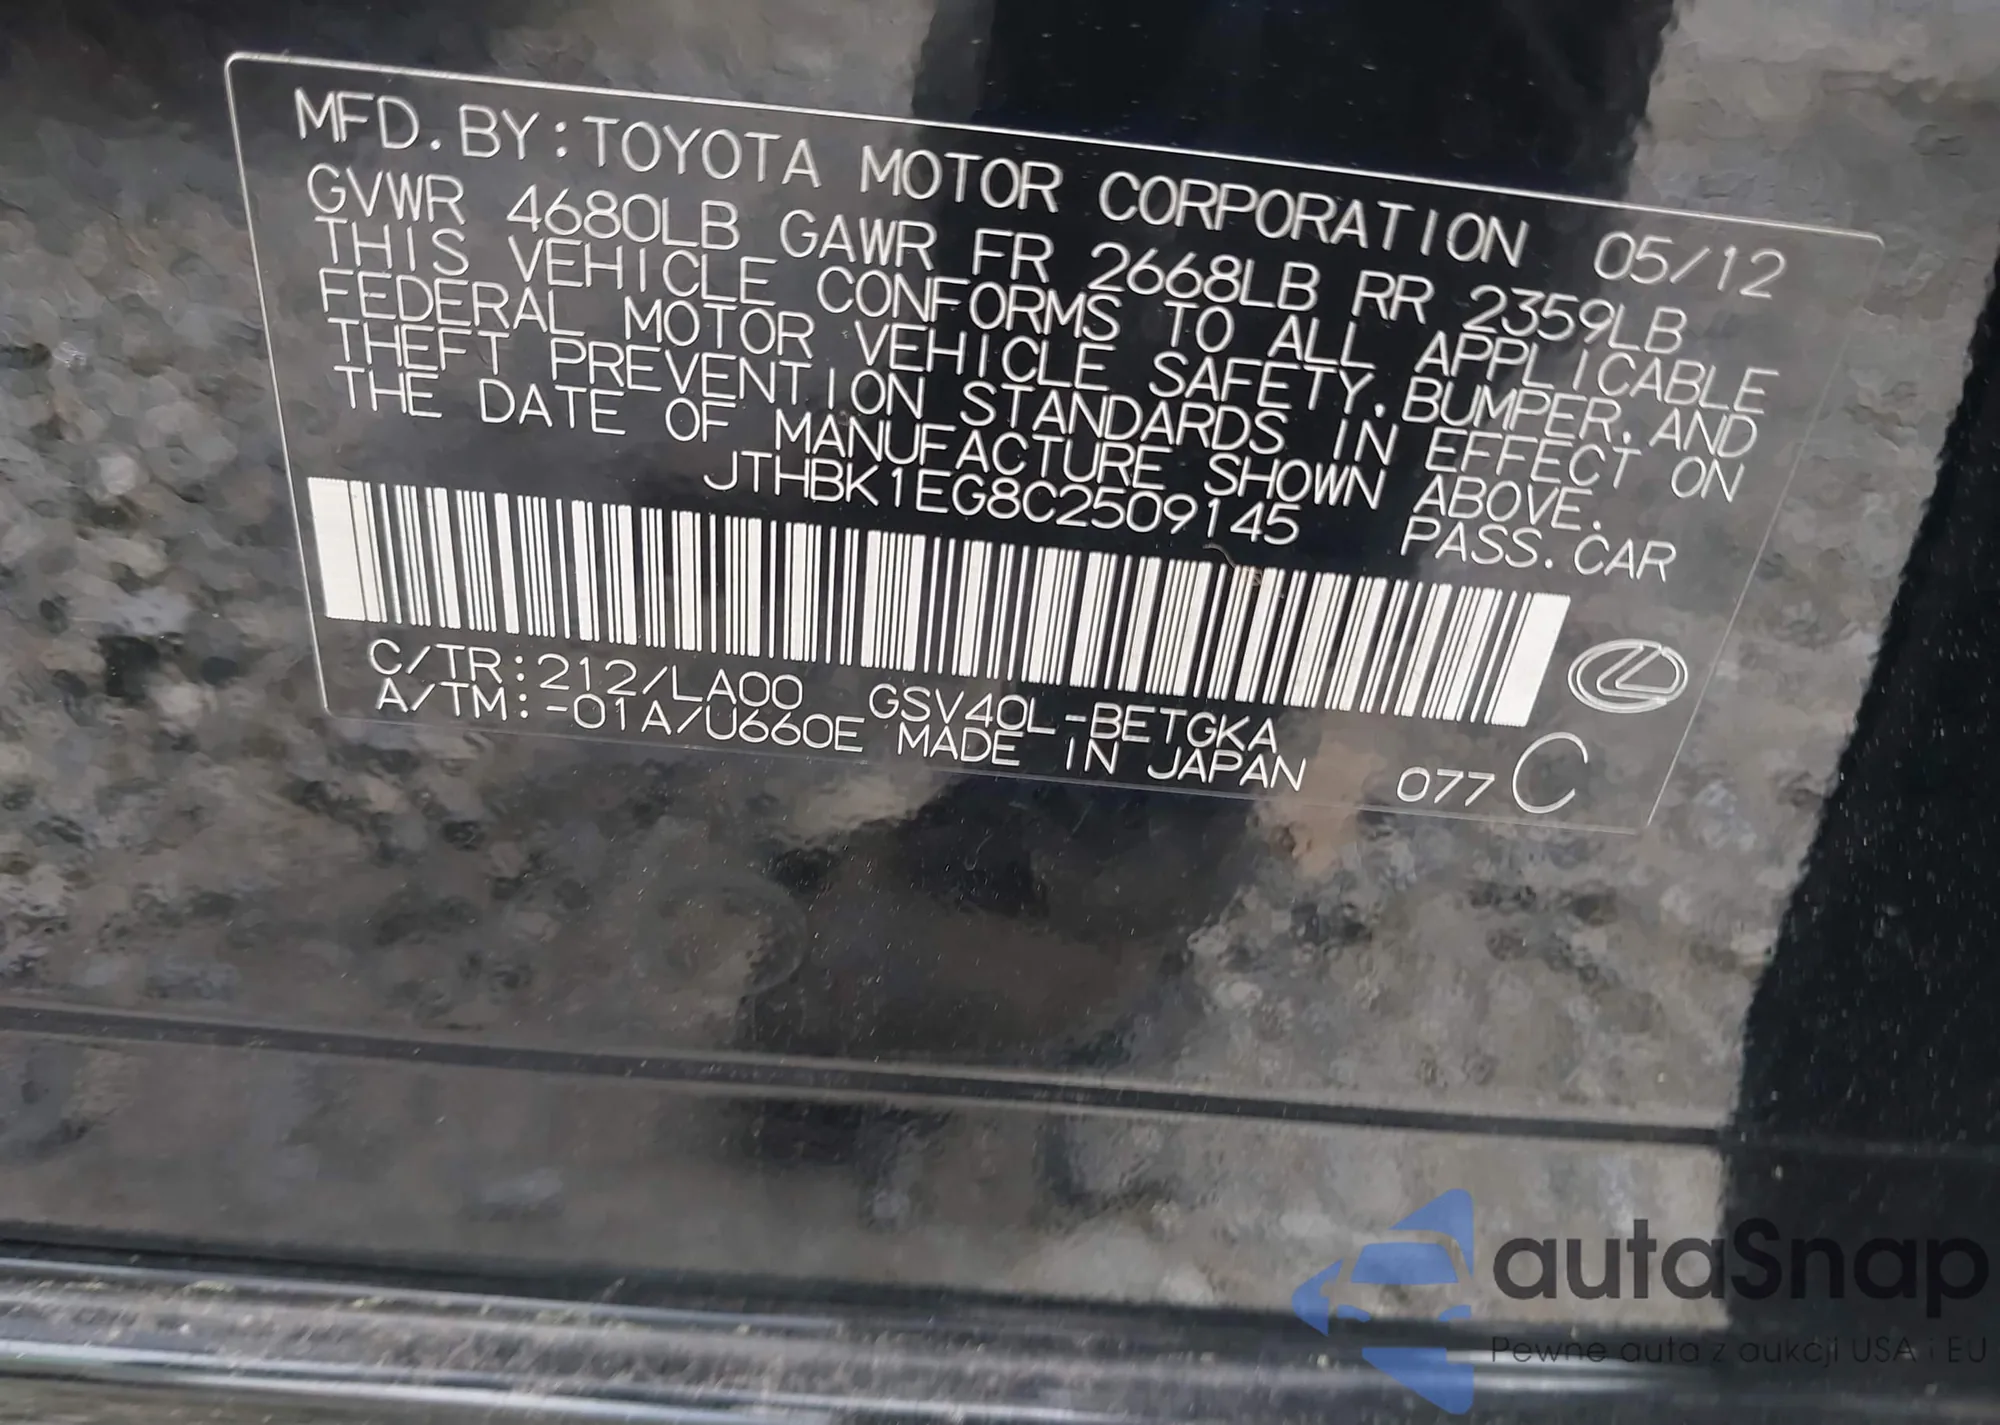 MFD. BY: TOYOTA MOTOR CORPORATION 05/12
GVWR 4680LB GAWR FR 2668LB RR 2359LB
THIS VEHICLE CONFORMS TO ALL APPLICABLE
FEDERAL MOTOR VEHICLE SAFETY, BUMPER, AND
THEFT PREVENTION STANDARDS IN EFFECT ON
THE DATE OF MANUFACTURE SHOWN ABOVE.
JTHBK1EG8C2509145 PASS. CAR
C/TR: 212/LA00 GSV40L-BETGKA
A/TM: -01A/U660E MADE IN JAPAN 077 C
autaSnap
Pewne auta z aukcji USA i EU